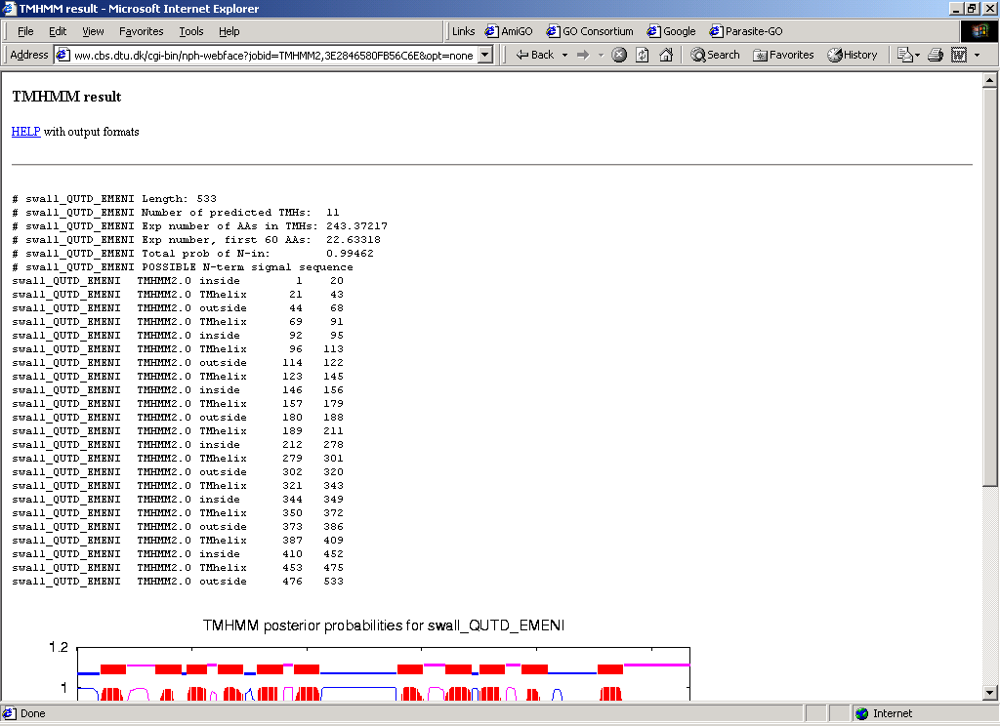 TMHMM result - Microsoft Internet Explorer
File Edit View Favorites Tools Help
Links AmiGO GO Consortium Google Parasite-GO
Address ww.cbs.dtu.dk/cgi-bin/nph-webface?jobid=TMHMM2,3E2846580FB56C6E&opt=none
Back Search Favorites History
TMHMM result
HELP with output formats
# swall_QUTD_EMENI Length: 533
# swall_QUTD_EMENI Number of predicted TMHs: 11
# swall_QUTD_EMENI Exp number of AAs in TMHs: 243.37217
# swall_QUTD_EMENI Exp number, first 60 AAs: 22.63318
# swall_QUTD_EMENI Total prob of N-in: 0.99462
# swall_QUTD_EMENI POSSIBLE N-term signal sequence
swall_QUTD_EMENI TMHMM2.0 inside 1 20
swall_QUTD_EMENI TMHMM2.0 TMhelix 21 43
swall_QUTD_EMENI TMHMM2.0 outside 44 68
swall_QUTD_EMENI TMHMM2.0 TMhelix 69 91
swall_QUTD_EMENI TMHMM2.0 inside 92 95
swall_QUTD_EMENI TMHMM2.0 TMhelix 96 113
swall_QUTD_EMENI TMHMM2.0 outside 114 122
swall_QUTD_EMENI TMHMM2.0 TMhelix 123 145
swall_QUTD_EMENI TMHMM2.0 inside 146 156
swall_QUTD_EMENI TMHMM2.0 TMhelix 157 179
swall_QUTD_EMENI TMHMM2.0 outside 180 188
swall_QUTD_EMENI TMHMM2.0 TMhelix 189 211
swall_QUTD_EMENI TMHMM2.0 inside 212 278
swall_QUTD_EMENI TMHMM2.0 TMhelix 279 301
swall_QUTD_EMENI TMHMM2.0 outside 302 320
swall_QUTD_EMENI TMHMM2.0 TMhelix 321 343
swall_QUTD_EMENI TMHMM2.0 inside 344 349
swall_QUTD_EMENI TMHMM2.0 TMhelix 350 372
swall_QUTD_EMENI TMHMM2.0 outside 373 386
swall_QUTD_EMENI TMHMM2.0 TMhelix 387 409
swall_QUTD_EMENI TMHMM2.0 inside 410 452
swall_QUTD_EMENI TMHMM2.0 TMhelix 453 475
swall_QUTD_EMENI TMHMM2.0 outside 476 533
TMHMM posterior probabilities for swall_QUTD_EMENI
1.2
1
Done Internet